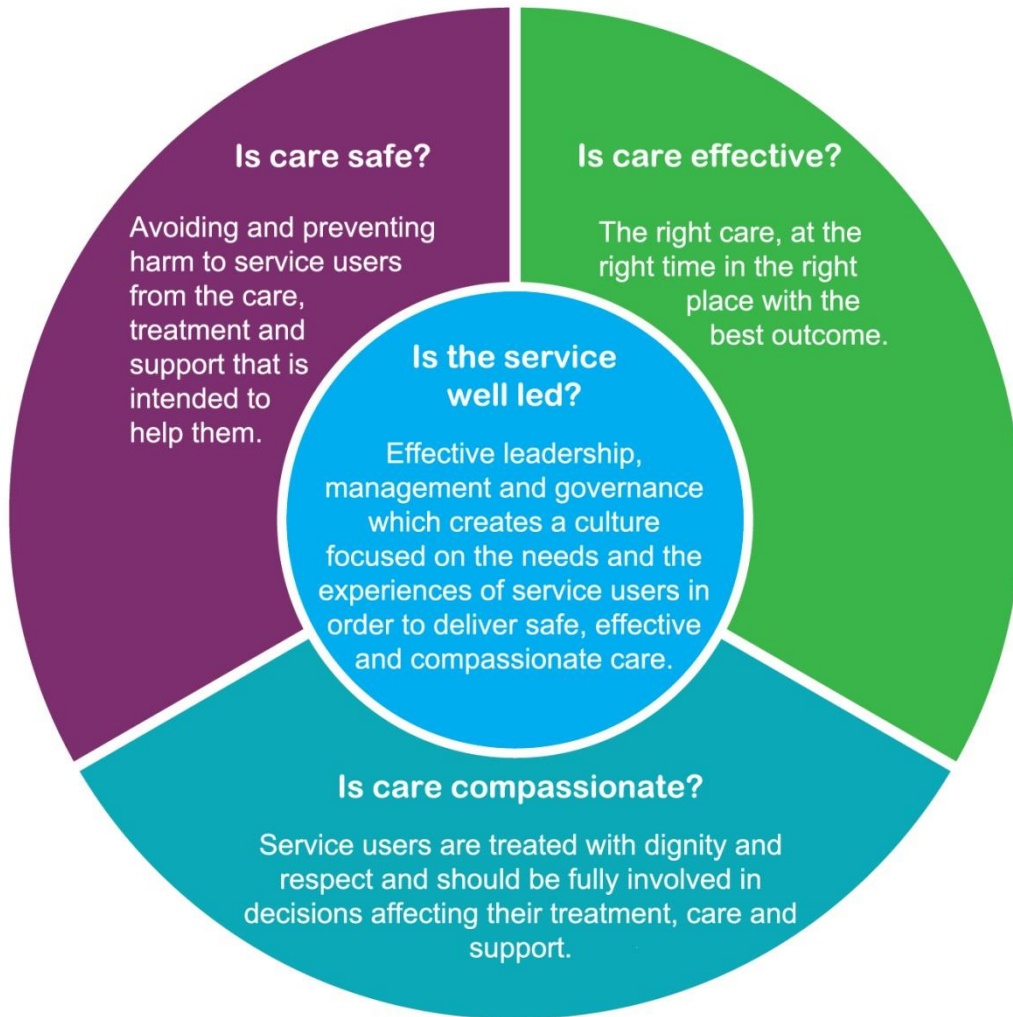 Is care safe?
Avoiding and preventing
harm to service users
from the care,
treatment and
support that is
intended to
help them.
Is care effective?
The right care, at the
right time in the right
place with the
best outcome.
Is the service
well led?
Effective leadership,
management and governance
which creates a culture
focused on the needs and the
experiences of service users in
order to deliver safe, effective
and compassionate care.
Is care compassionate?
Service users are treated with dignity and
respect and should be fully involved in
decisions affecting their treatment, care and
support.